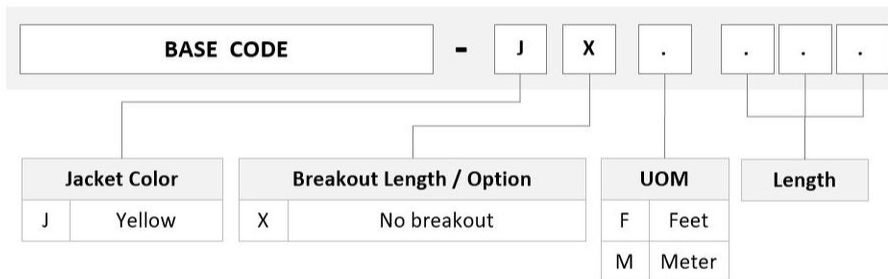 BASE CODE - J X . . . .
Jacket Color Breakout Length / Option UOM Length
J Yellow X No breakout F Feet
M Meter